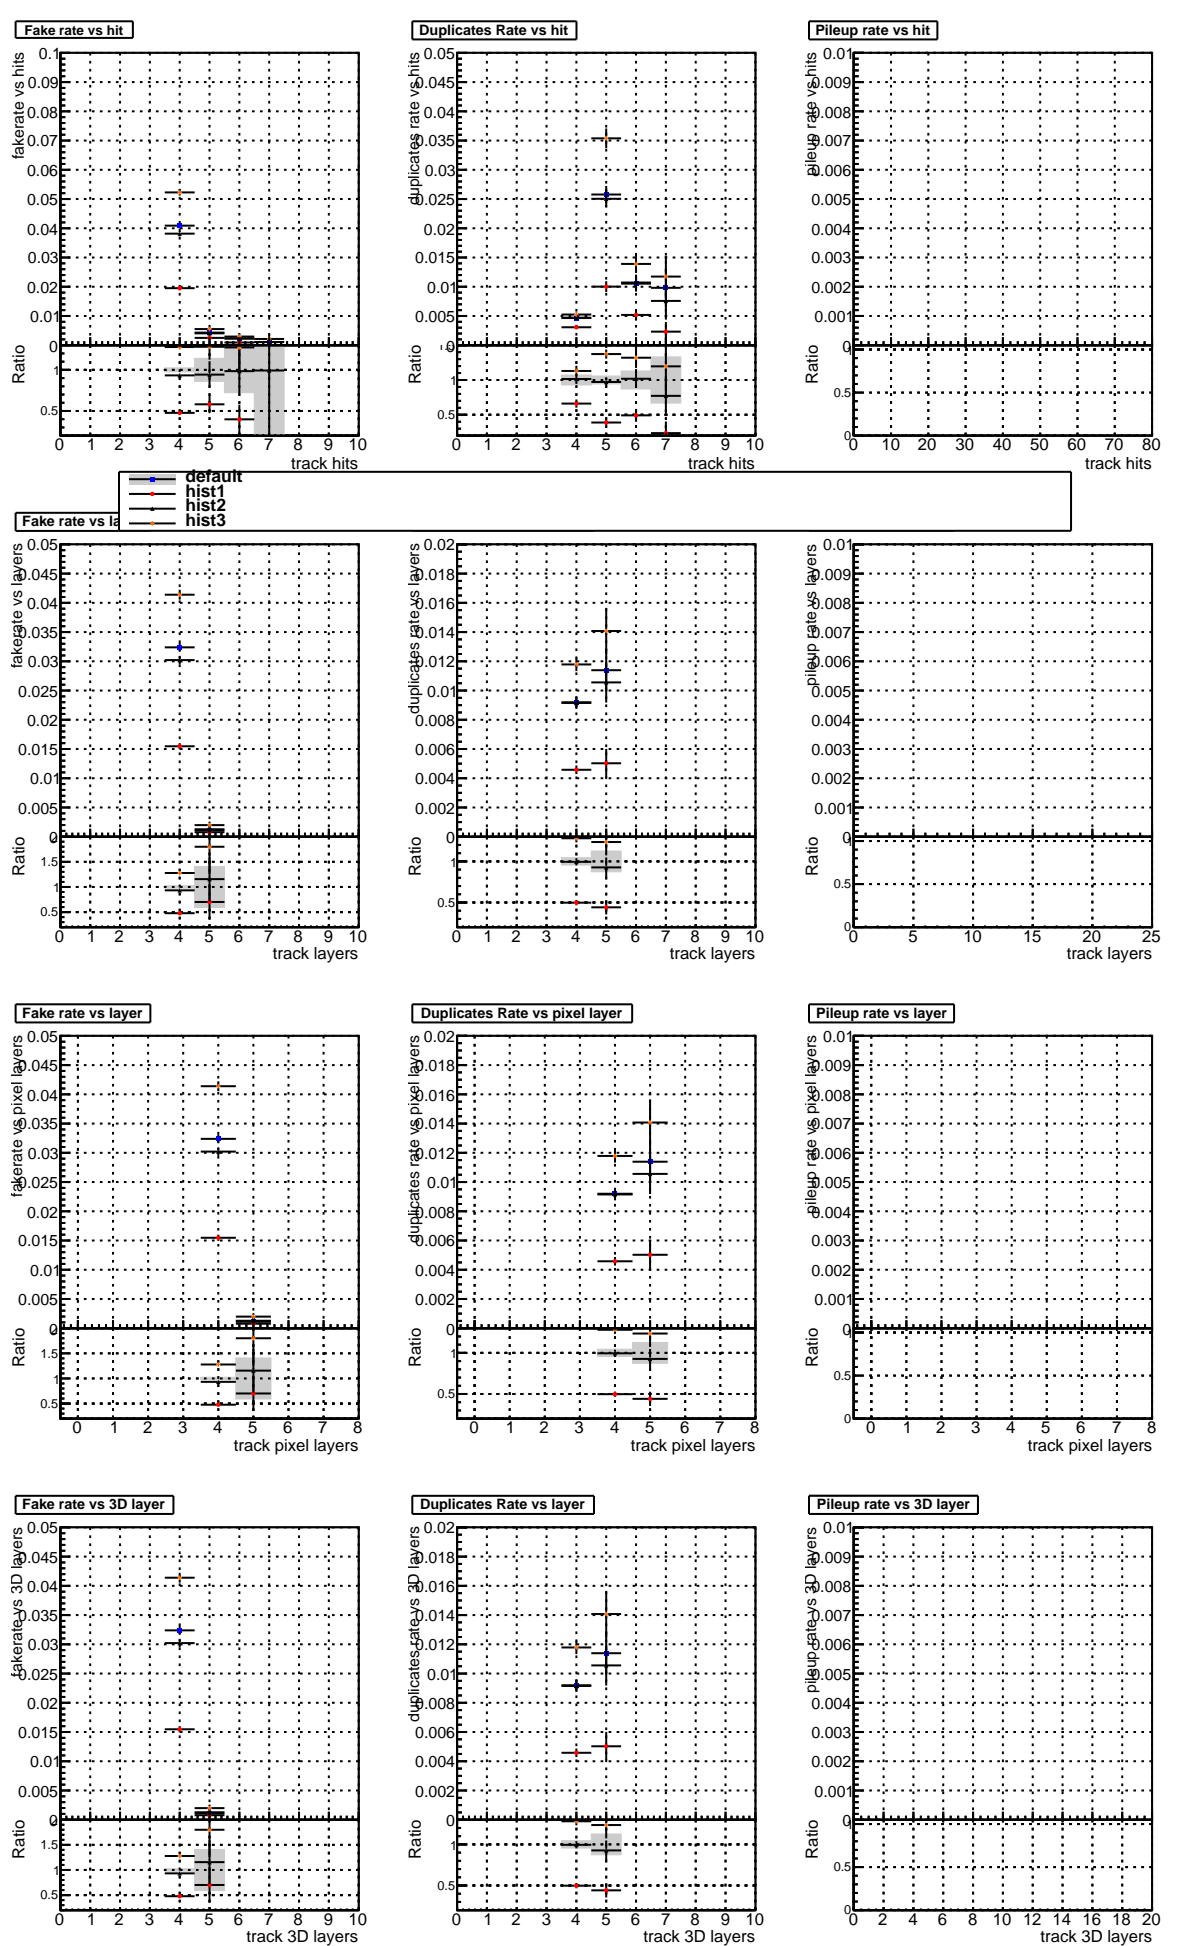 Fake rate vs hit
fakerate vs hits
0.1
0.09
0.08
0.07
0.06
0.05
0.04
0.03
0.02
0.01
0
Ratio
1
0.5
0 1 2 3 4 5 6 7 8 9 10
track hits
Duplicates Rate vs hit
duplicates rate vs hits
0.05
0.045
0.04
0.035
0.03
0.025
0.02
0.015
0.01
0.005
0
Ratio
1
0.5
0 1 2 3 4 5 6 7 8 9 10
track hits
Pileup rate vs hit
pileup rate vs hits
0.01
0.009
0.008
0.007
0.006
0.005
0.004
0.003
0.002
0.001
0
Ratio
1
0.5
0
0 10 20 30 40 50 60 70 80
track hits
default
hist1
hist2
hist3
Fake rate vs la
fakerate vs layers
0.05
0.045
0.04
0.035
0.03
0.025
0.02
0.015
0.01
0.005
0
Ratio
1.5
1
0.5
0 1 2 3 4 5 6 7 8 9 10
track layers
duplicates rate vs layers
0.02
0.018
0.016
0.014
0.012
0.01
0.008
0.006
0.004
0.002
0
Ratio
1
0.5
0 1 2 3 4 5 6 7 8 9 10
track layers
pileup rate vs layers
0.01
0.009
0.008
0.007
0.006
0.005
0.004
0.003
0.002
0.001
0
Ratio
1
0.5
0
0 5 10 15 20 25
track layers
Fake rate vs layer
fakerate vs pixel layers
0.05
0.045
0.04
0.035
0.03
0.025
0.02
0.015
0.01
0.005
0
Ratio
1.5
1
0.5
0 1 2 3 4 5 6 7 8
track pixel layers
Duplicates Rate vs pixel layer
duplicates rate vs pixel layers
0.02
0.018
0.016
0.014
0.012
0.01
0.008
0.006
0.004
0.002
0
Ratio
1
0.5
0 1 2 3 4 5 6 7 8
track pixel layers
Pileup rate vs layer
pileup rate vs pixel layers
0.01
0.009
0.008
0.007
0.006
0.005
0.004
0.003
0.002
0.001
0
Ratio
1
0.5
0
0 1 2 3 4 5 6 7 8
track pixel layers
Fake rate vs 3D layer
fakerate vs 3D layers
0.05
0.045
0.04
0.035
0.03
0.025
0.02
0.015
0.01
0.005
0
Ratio
1.5
1
0.5
0 1 2 3 4 5 6 7 8 9 10
track 3D layers
Duplicates Rate vs layer
duplicates rate vs 3D layers
0.02
0.018
0.016
0.014
0.012
0.01
0.008
0.006
0.004
0.002
0
Ratio
1
0.5
0 1 2 3 4 5 6 7 8 9 10
track 3D layers
Pileup rate vs 3D layer
pileup rate vs 3D layers
0.01
0.009
0.008
0.007
0.006
0.005
0.004
0.003
0.002
0.001
0
Ratio
1
0.5
0
0 2 4 6 8 10 12 14 16 18 20
track 3D layers